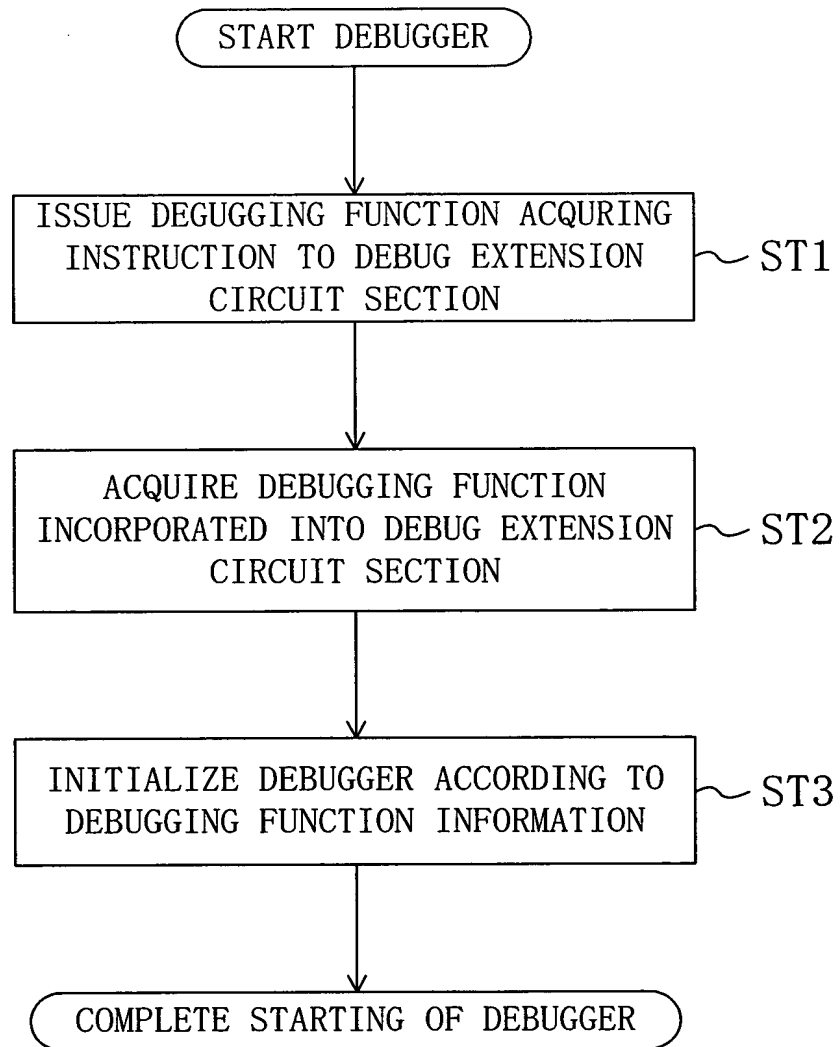 START DEBUGGER
ISSUE DEGUGGING FUNCTION ACQURING
INSTRUCTION TO DEBUG EXTENSION
CIRCUIT SECTION
ST1
ACQUIRE DEBUGGING FUNCTION
INCORPORATED INTO DEBUG EXTENSION
CIRCUIT SECTION
ST2
INITIALIZE DEBUGGER ACCORDING TO
DEBUGGING FUNCTION INFORMATION
ST3
COMPLETE STARTING OF DEBUGGER